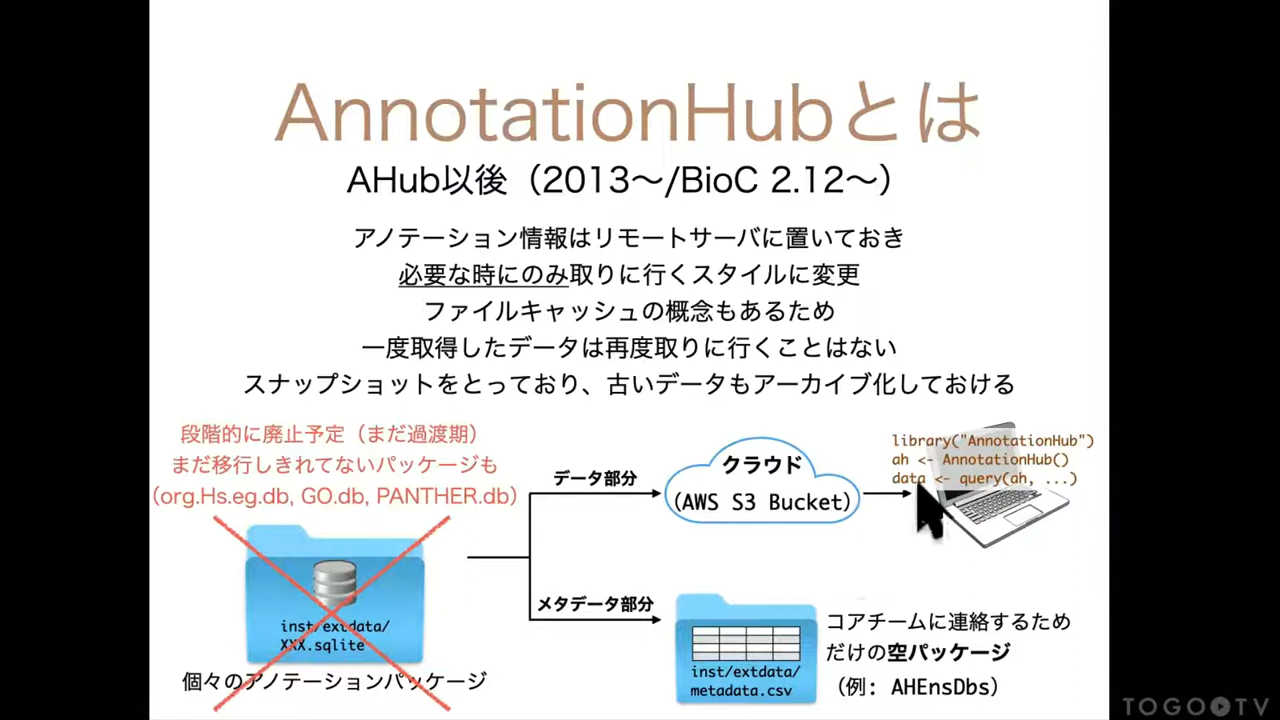 AnnotationHubとは
AHub以後（2013〜/BioC 2.12〜）
アノテーション情報はリモートサーバに置いておき
必要な時にのみ取りに行くスタイルに変更
ファイルキャッシュの概念もあるため
一度取得したデータは再度取りに行くことはない
スナップショットをとっており、古いデータもアーカイブ化しておける
段階的に廃止予定（まだ過渡期）
まだ移行しきれてないパッケージも
（org.Hs.eg.db, GO.db, PANTHER.db）
inst/extdata/
XXX.sqlite
個々のアノテーションパッケージ
データ部分
クラウド
（AWS S3 Bucket）
library("AnnotationHub")
ah <- AnnotationHub()
data <- query(ah, ...)
メタデータ部分
inst/extdata/
metadata.csv
コアチームに連絡するため
だけの空パッケージ
（例: AHEnsDbs）
TOGOTV